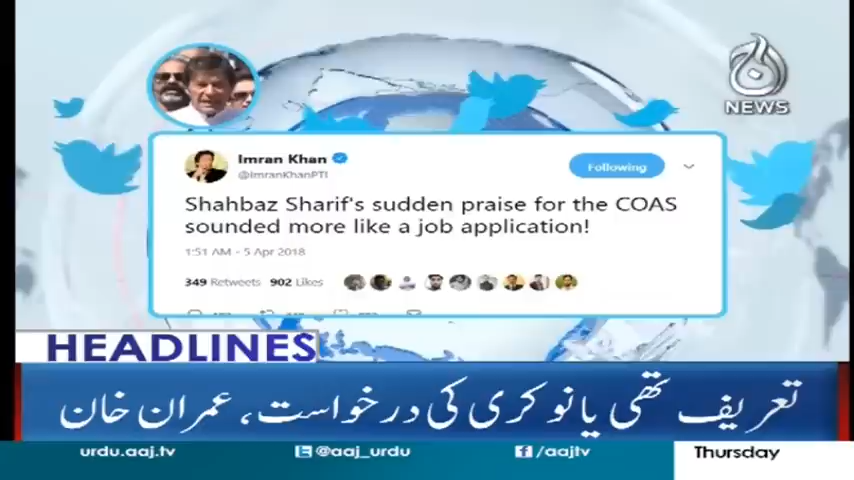 آج
NEWS
Imran Khan
@ImranKhanPTI
Following
Shahbaz Sharif's sudden praise for the COAS
sounded more like a job application!
1:51 AM - 5 Apr 2018
349 Retweets 902 Likes
HEADLINES
تعریف تھی یا نوکری کی درخواست، عمران خان
urdu.aaj.tv
@aaj_urdu
/aajtv
Thursday